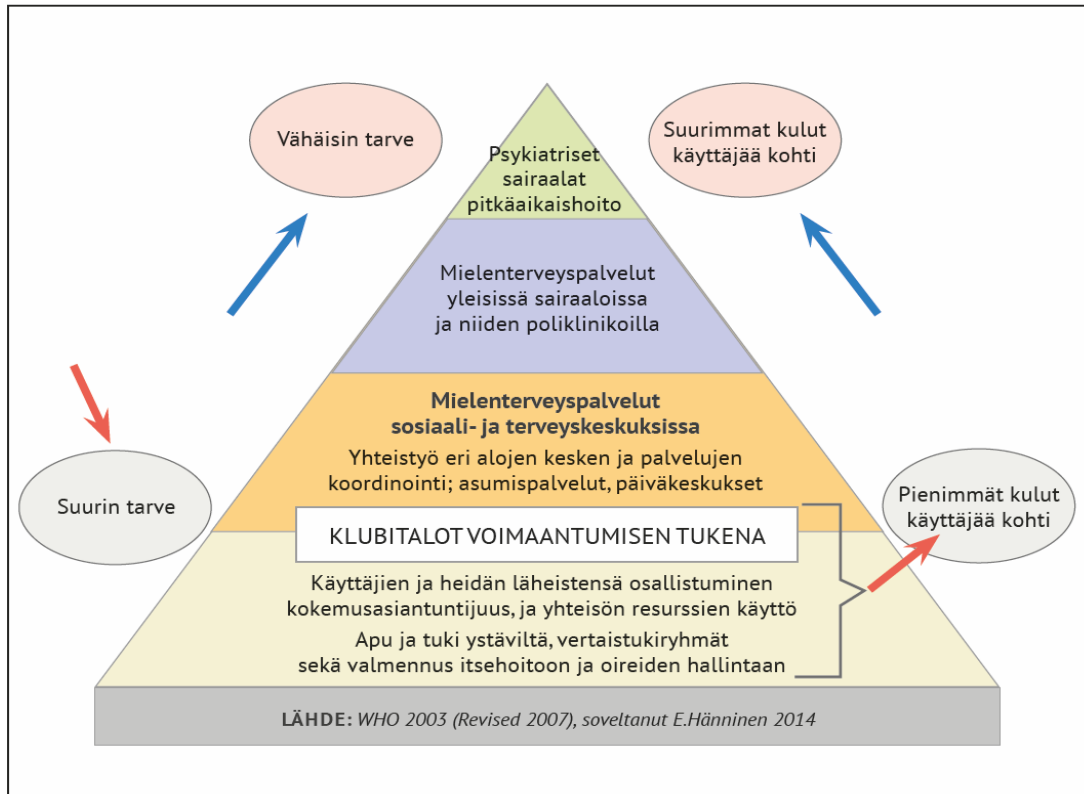 Vähäisin tarve
Suurimmat kulut
käyttäjää kohti
Psykiatriset
sairaalat
pitkäaikaishoito
Mielenterveyspalvelut
yleisissä sairaaloissa
ja niiden poliklinikoilla
Mielenterveyspalvelut
sosiaali- ja terveyskeskuksissa
Yhteistyö eri alojen kesken ja palvelujen
koordinointi; asumispalvelut, päiväkeskukset
Suurin tarve
Pienimmät kulut
käyttäjää kohti
KLUBITALOT VOIMAANTUMISEN TUKENA
Käyttäjien ja heidän läheistensä osallistuminen
kokemusasiantuntijuus, ja yhteisön resurssien käyttö
Apu ja tuki ystäviltä, vertaistukiryhmät
sekä valmennus itsehoitoon ja oireiden hallintaan
LÄHDE: WHO 2003 (Revised 2007), soveltanut E.Hänninen 2014